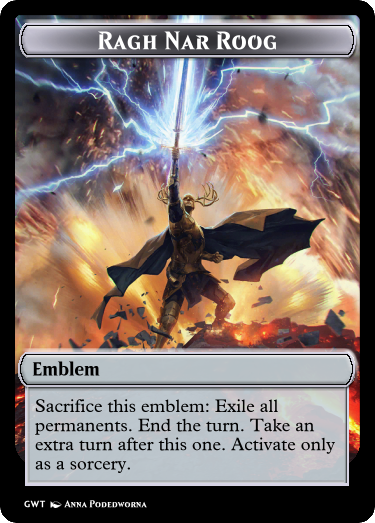 Ragh Nar Roog
Emblem
Sacrifice this emblem: Exile all
permanents. End the turn. Take an
extra turn after this one. Activate only
as a sorcery.
GWT Anna Podedworna